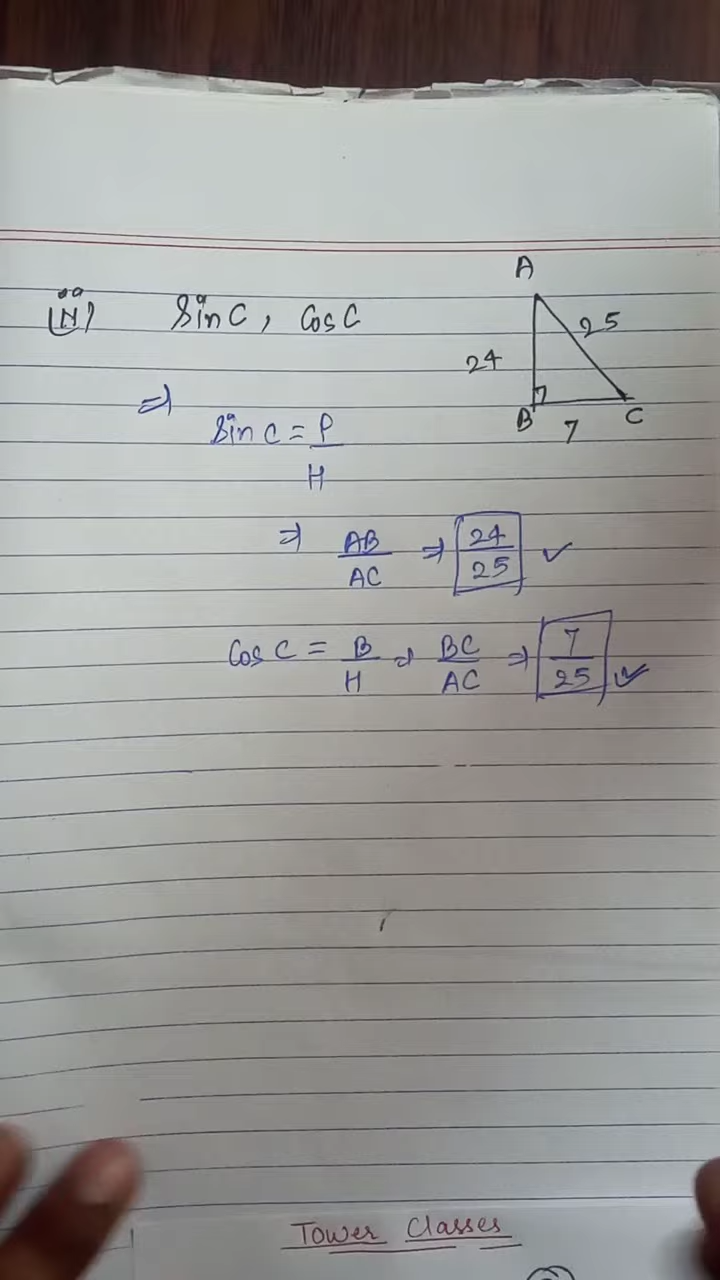 (ii) Sin C, Cos C
A
24
25
B
7
C
⇒
Sin C = P/H
⇒ AB/AC ⇒ 24/25 ✓
Cos C = B/H ⇒ BC/AC ⇒ 7/25 ✓
Tower Classes